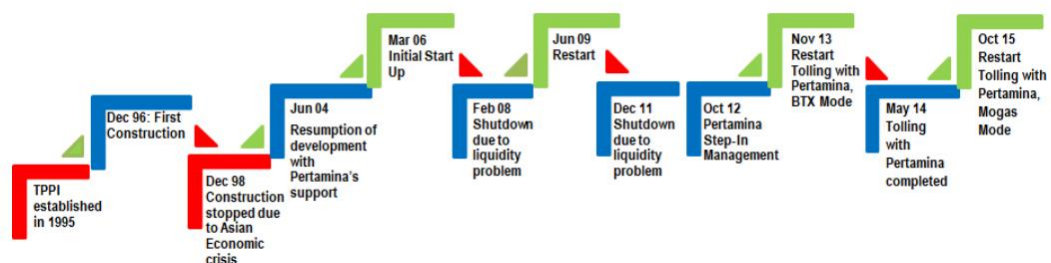 TPPI
established
in 1995
Dec 96: First
Construction
Dec 98
Construction
stopped due
to Asian
Economic
crisis
Jun 04
Resumption of
development
with
Pertamina's
support
Mar 06
Initial Start
Up
Feb 08
Shutdown
due to
liquidity
problem
Jun 09
Restart
Dec 11
Shutdown
due to
liquidity
problem
Oct 12
Pertamina
Step-In
Management
Nov 13
Restart
Tolling with
Pertamina,
BTX Mode
May 14
Tolling
with
Pertamina
completed
Oct 15
Restart
Tolling with
Pertamina,
Mogas
Mode